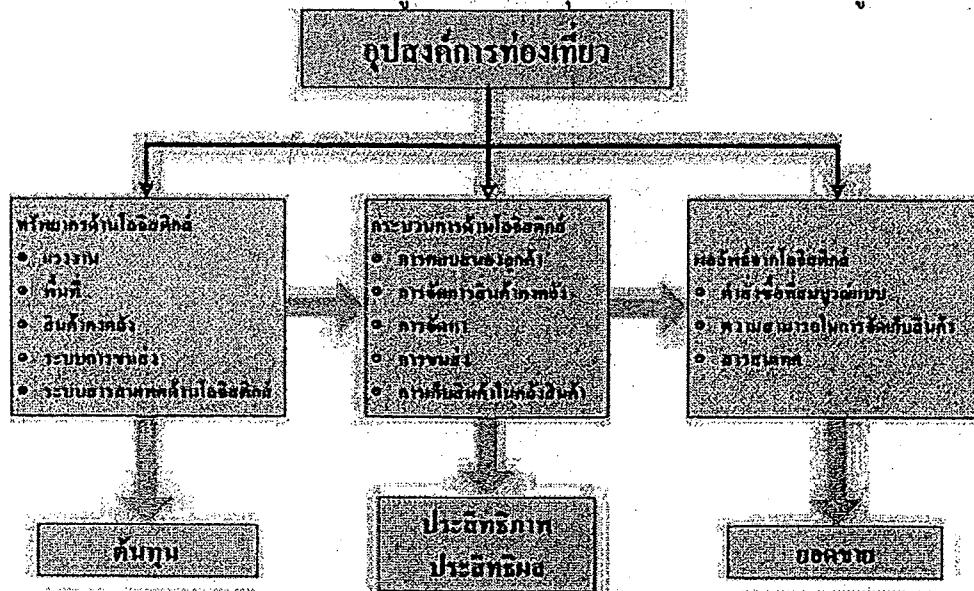 อุปสงค์การท่องเที่ยว
ทรัพยากรด้านโลจิสติกส์
แรงงาน
พื้นที่
สินค้าคงคลัง
ระบบการขนส่ง
ระบบสารสนเทศด้านโลจิสติกส์
กระบวนการด้านโลจิสติกส์
การตอบสนองลูกค้า
การจัดการสินค้าคงคลัง
การจัดหา
การขนส่ง
การเก็บสินค้าในคลังสินค้า
ผลลัพธ์จากโลจิสติกส์
คำสั่งซื้อที่สมบูรณ์แบบ
ความสามารถในการจัดเก็บสินค้า
สารสนเทศ
ต้นทุน
ประสิทธิภาพ
ประสิทธิผล
ยอดขาย